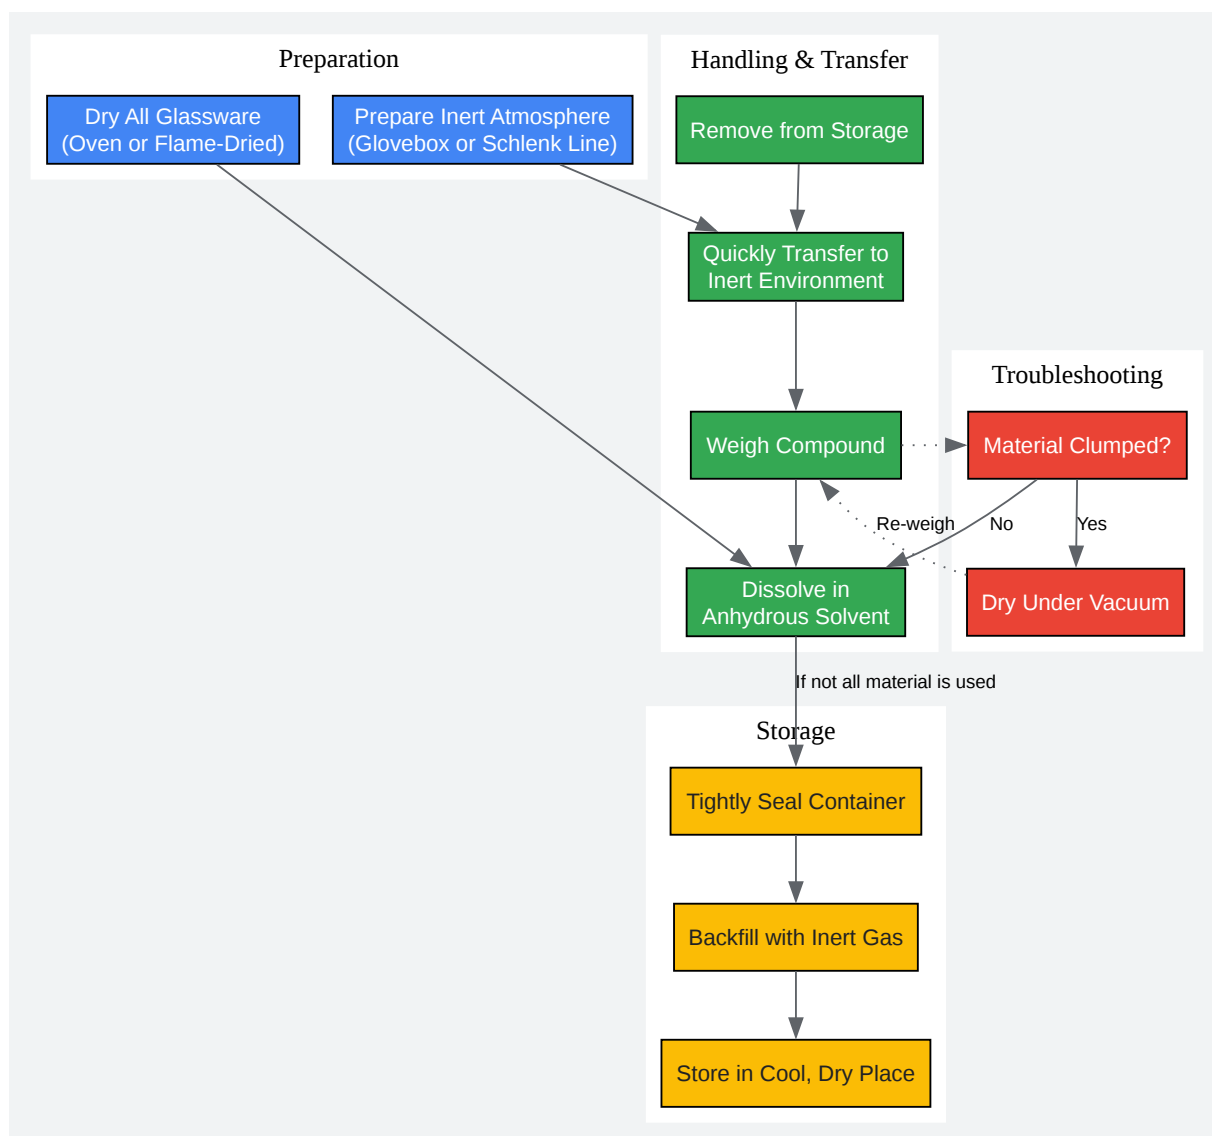 Preparation
Dry All Glassware
(Oven or Flame-Dried)
Prepare Inert Atmosphere
(Glovebox or Schlenk Line)
Handling & Transfer
Remove from Storage
Quickly Transfer to
Inert Environment
Weigh Compound
Troubleshooting
Material Clumped?
Re-weigh
No
Yes
Dissolve in
Anhydrous Solvent
Dry Under Vacuum
If not all material is used
Storage
Tightly Seal Container
Backfill with Inert Gas
Store in Cool, Dry Place